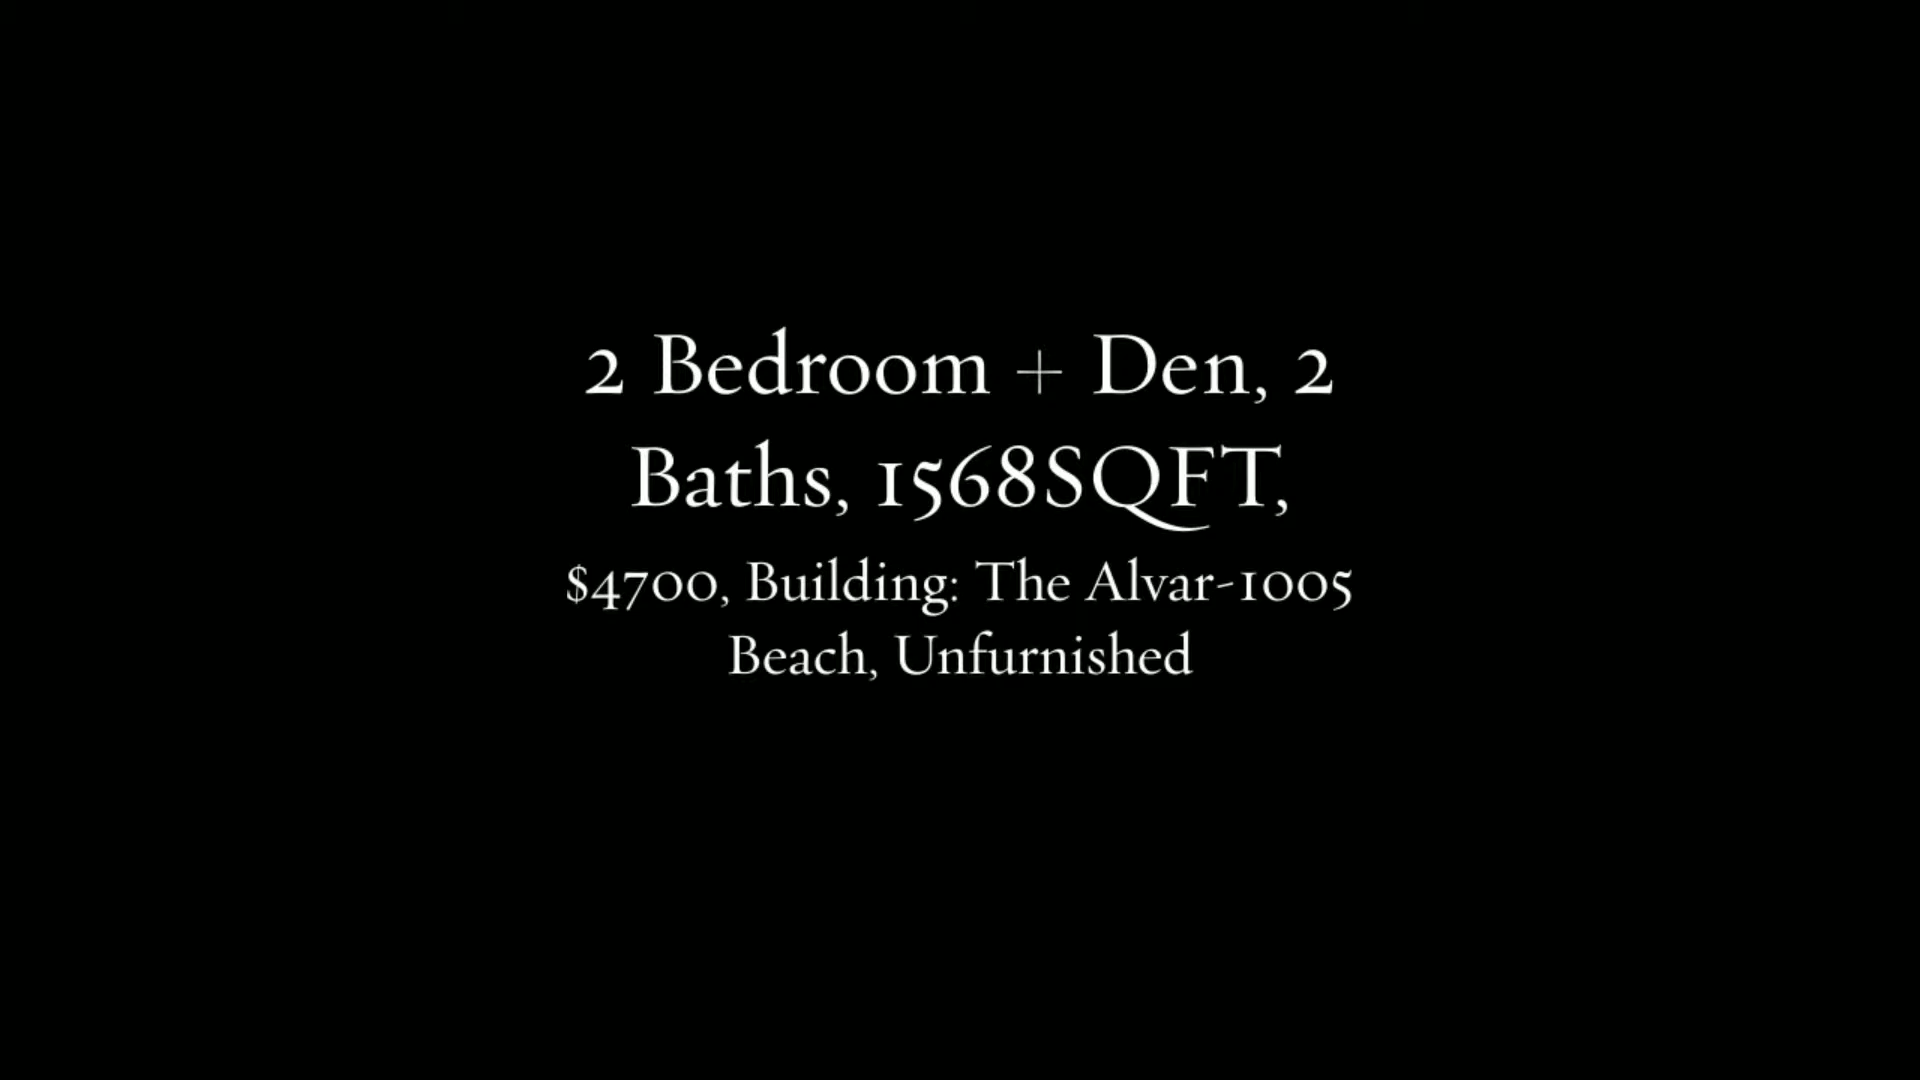 2 Bedroom + Den, 2
Baths, 1568SQFT,
$4700, Building: The Alvar-1005
Beach, Unfurnished